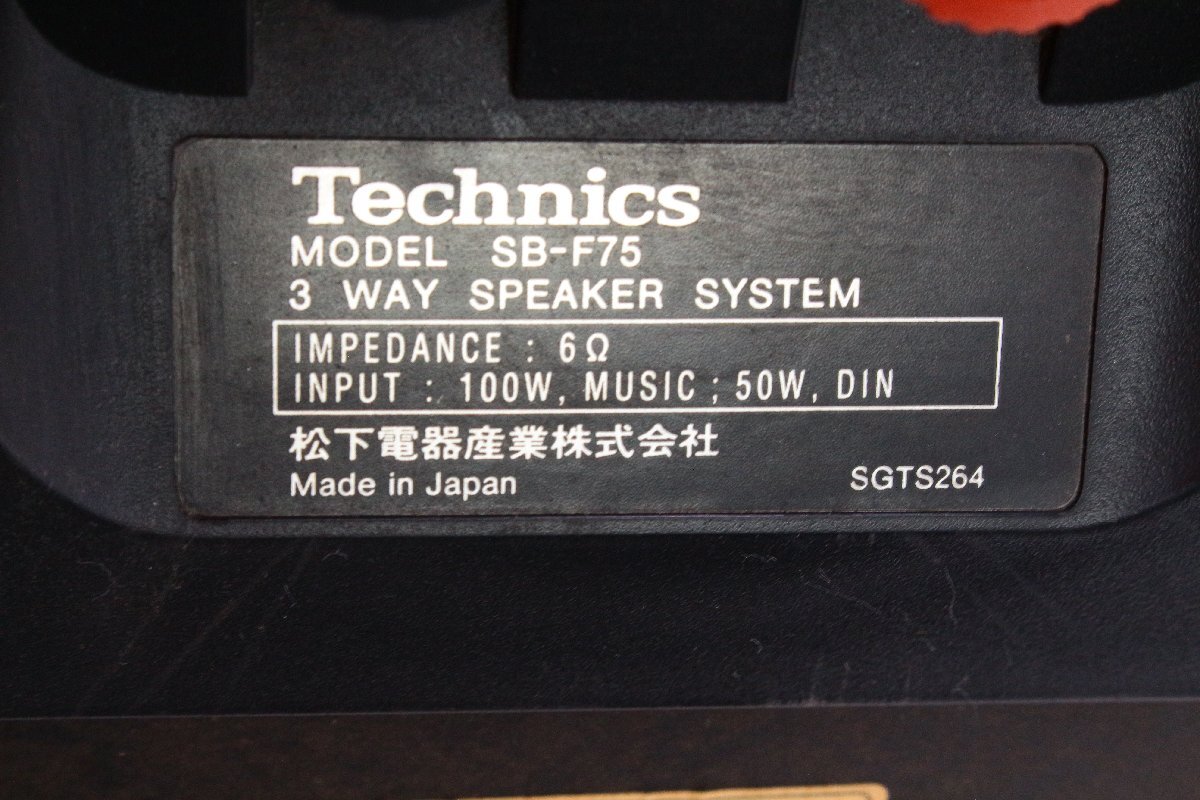 Technics
MODEL SB-F75
3 WAY SPEAKER SYSTEM
IMPEDANCE : 6Ω
INPUT : 100W, MUSIC ; 50W, DIN
松下電器産業株式会社
Made in Japan SGTS264